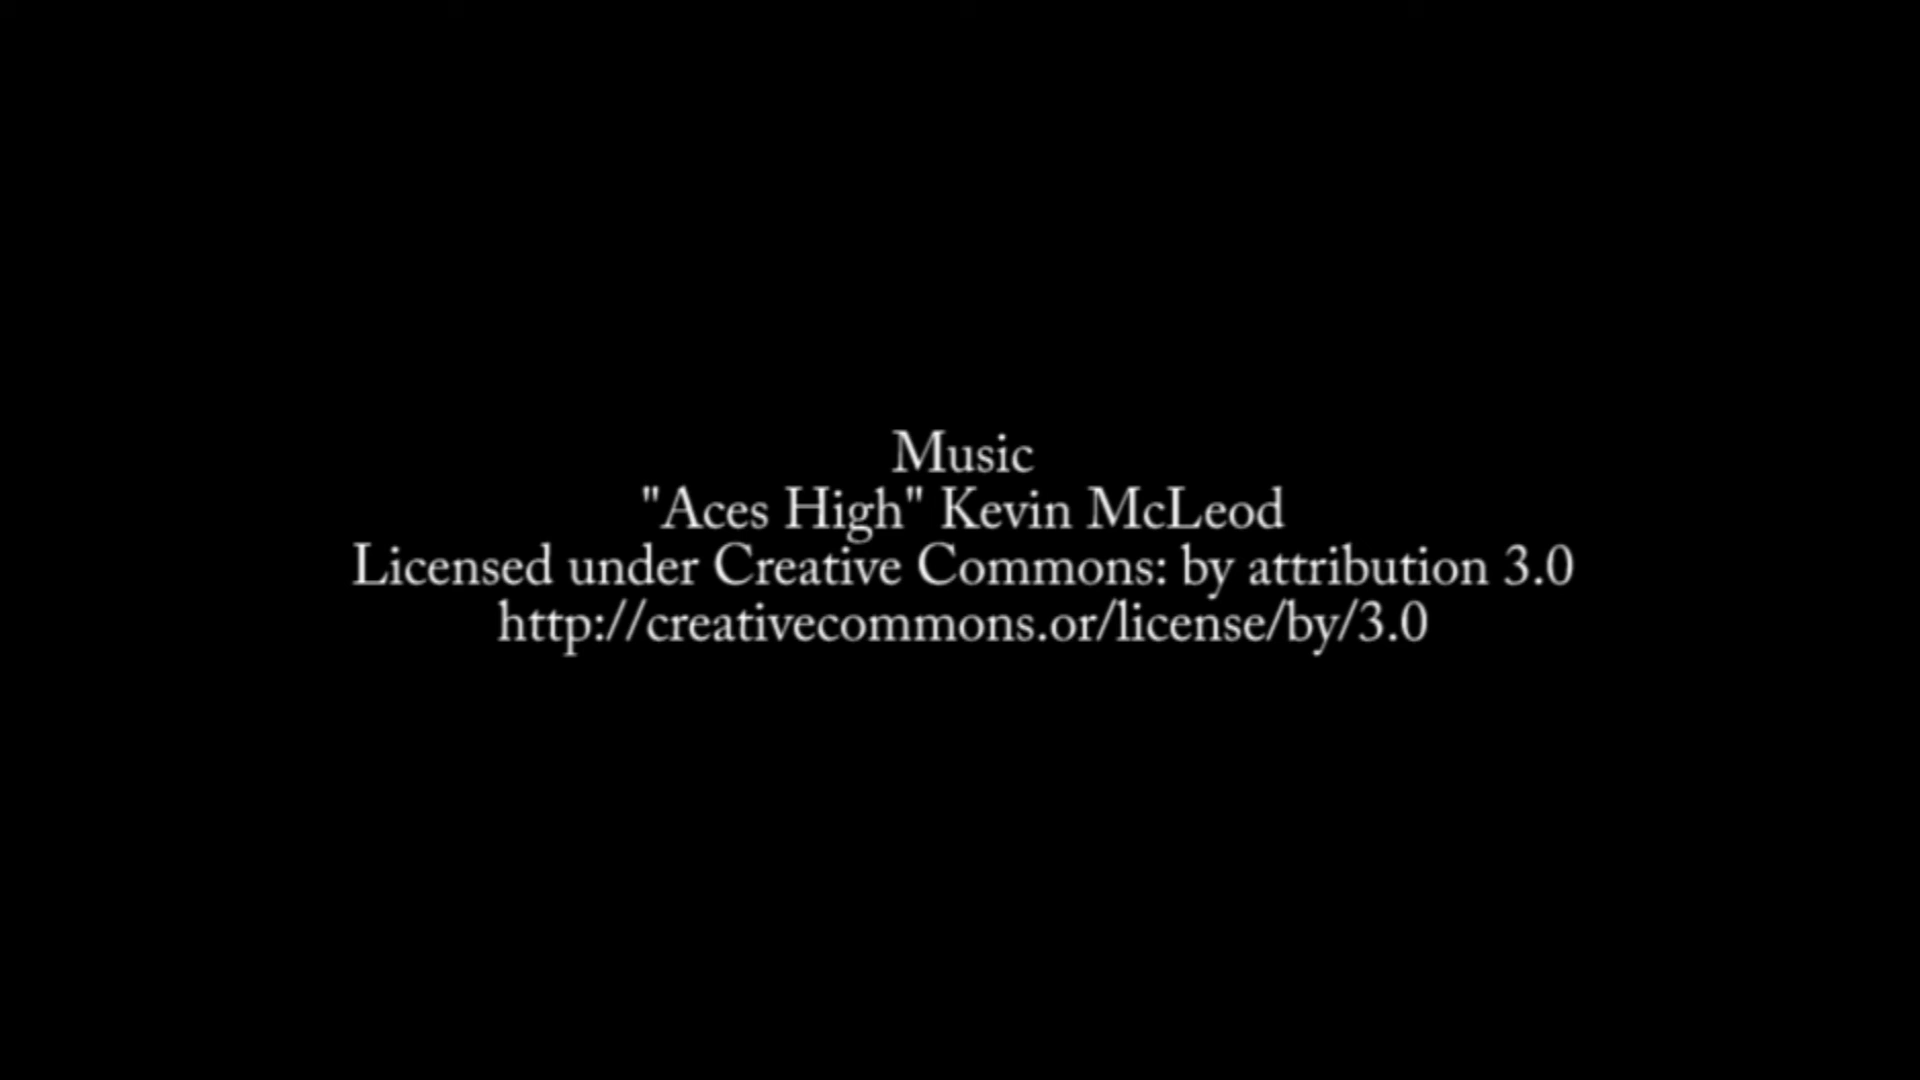 Music
"Aces High" Kevin McLeod
Licensed under Creative Commons: by attribution 3.0
http://creativecommons.or/license/by/3.0